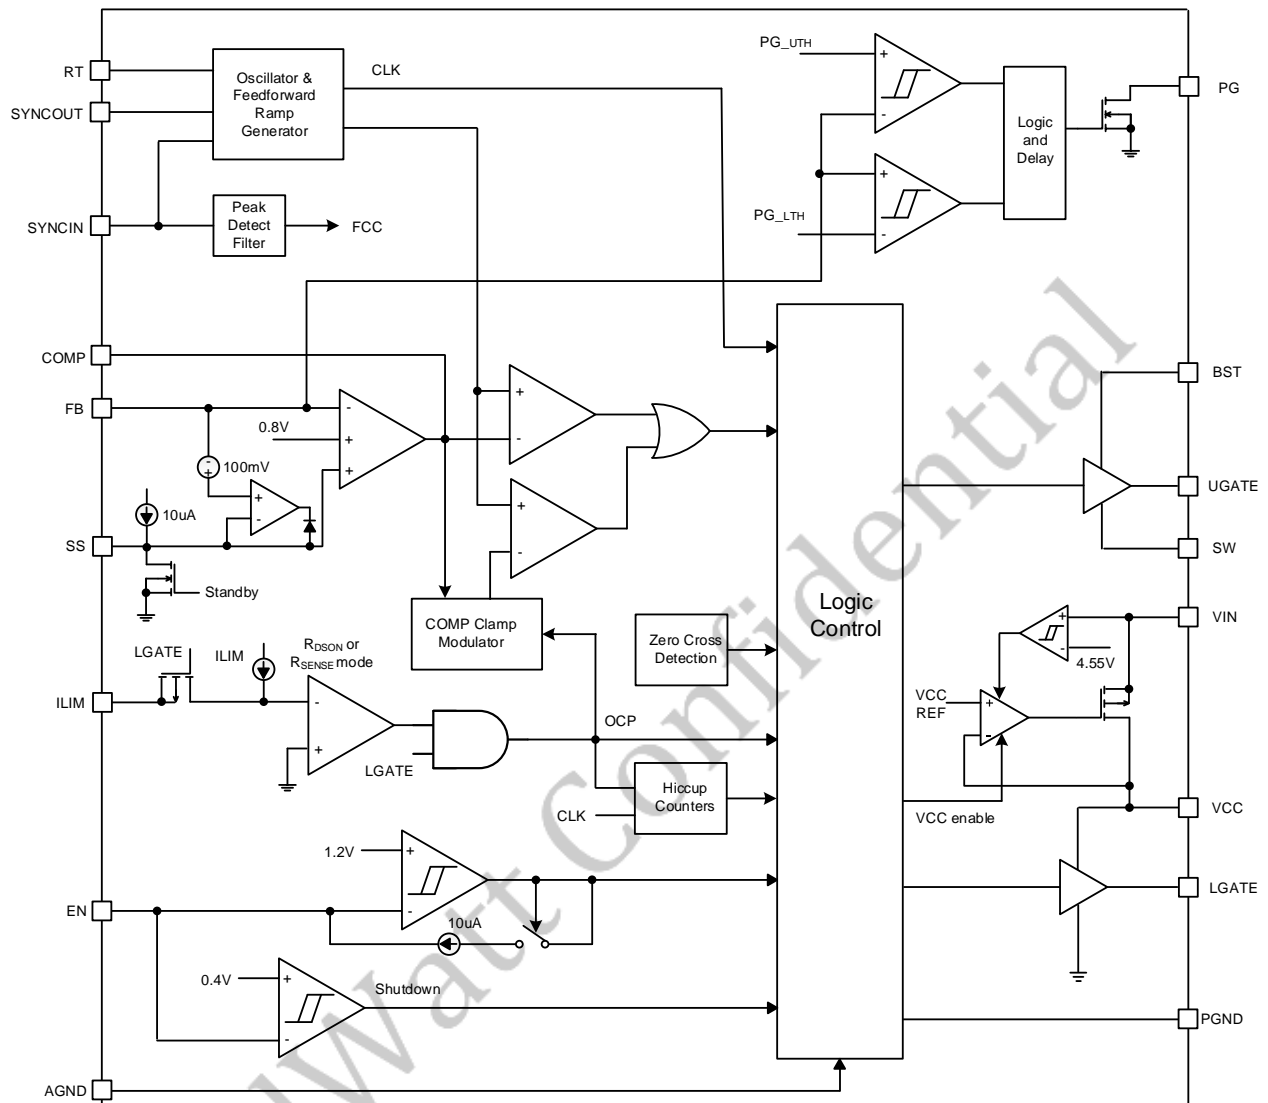 RT
SYNCOUT
SYNCIN
Oscillator &
Feedforward
Ramp
Generator
CLK
Peak
Detect
Filter
FCC
PG_UTH
+
-
+
PG_LTH
-
Logic
and
Delay
PG
COMP
FB
0.8V
-
+
+
100mV
-
+
+
-
10uA
SS
Standby
+
-
+
-
COMP Clamp
Modulator
Logic
Control
BST
UGATE
SW
VIN
+
-
4.55V
VCC
REF
+
-
VCC enable
VCC
LGATE
PGND
Zero Cross
Detection
LGATE
ILIM
RDSON or
RSENSE mode
ILIM
-
+
LGATE
OCP
Hiccup
Counters
CLK
1.2V
+
-
EN
10uA
0.4V
+
-
Shutdown
AGND
Watt Confidential